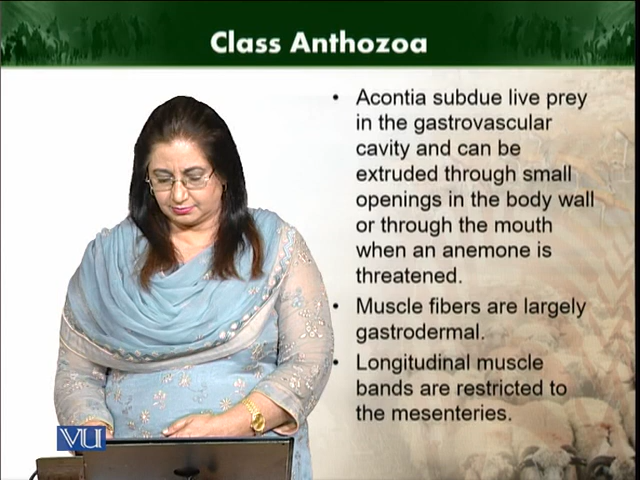 Class Anthozoa
• Acontia subdue live prey
in the gastrovascular
cavity and can be
extruded through small
openings in the body wall
or through the mouth
when an anemone is
threatened.
• Muscle fibers are largely
gastrodermal.
• Longitudinal muscle
bands are restricted to
the mesenteries.
VU